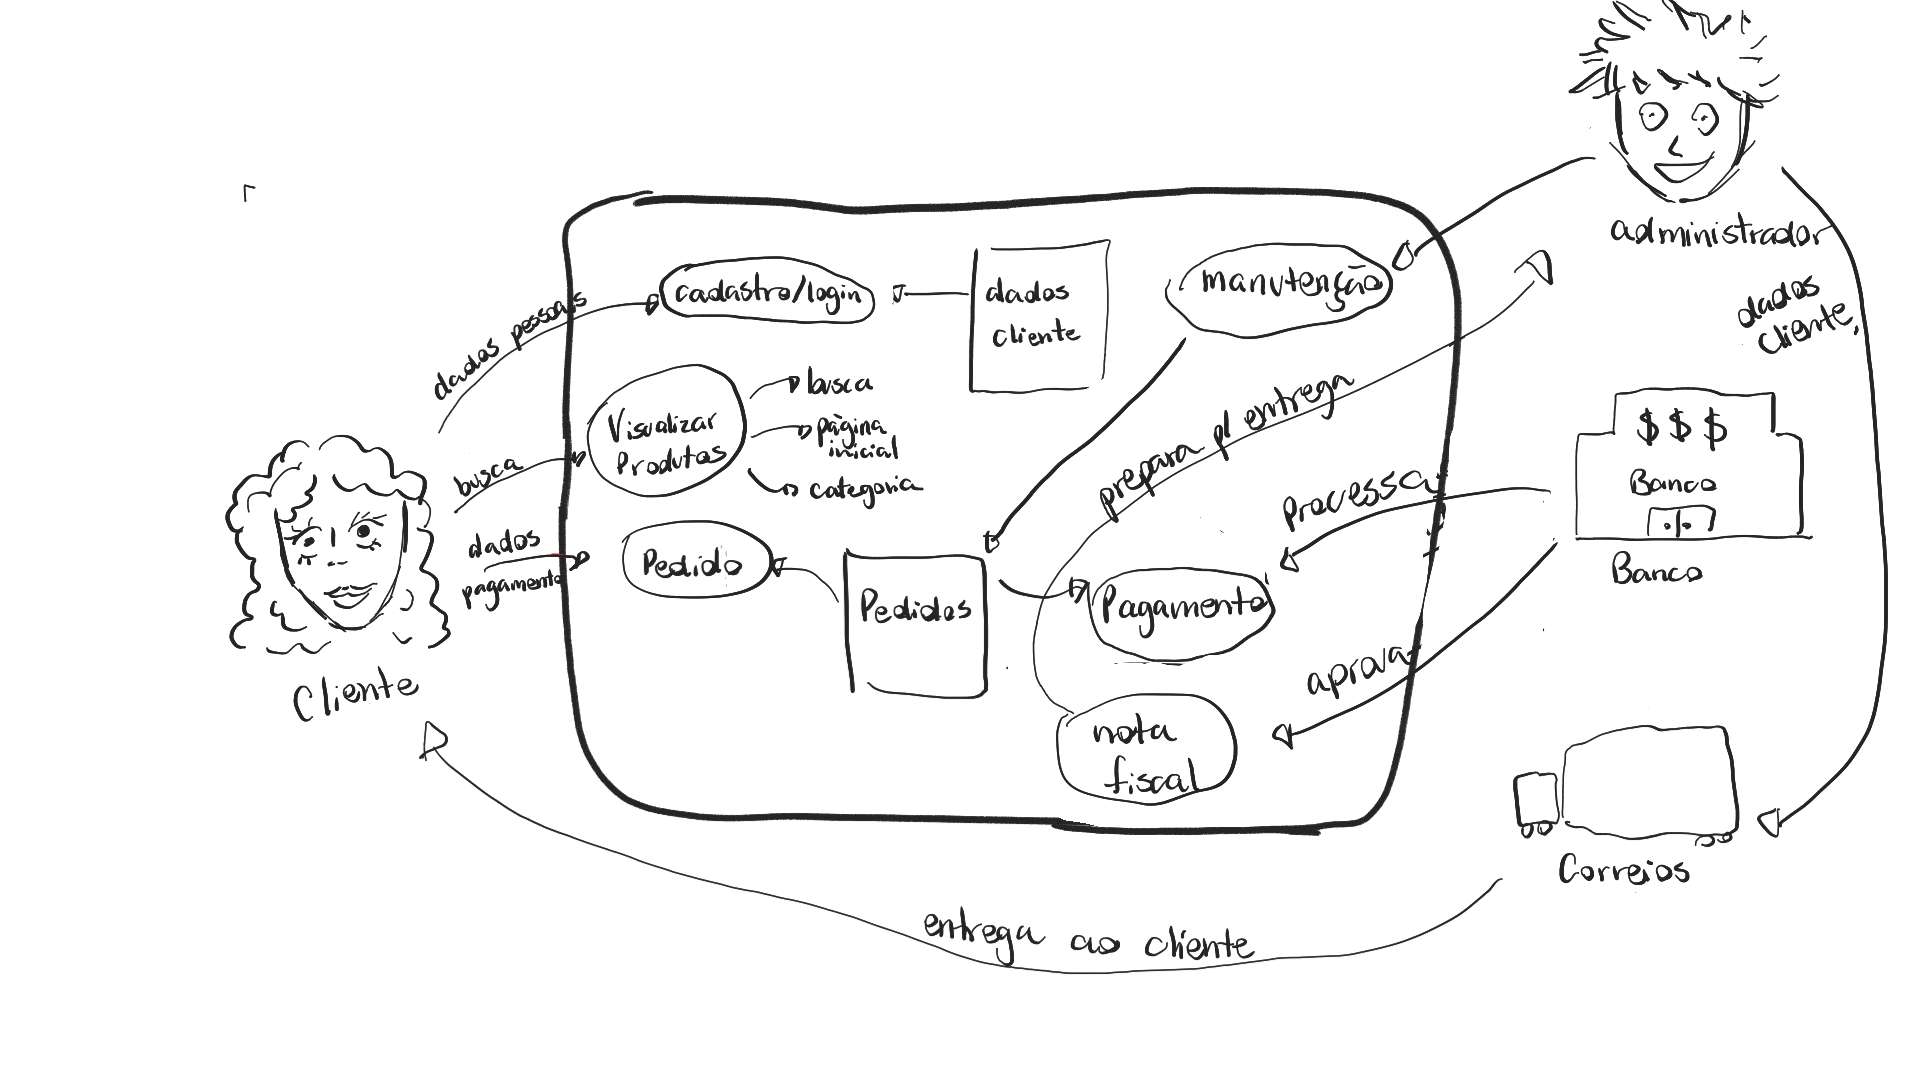 administrador
dados
cliente
manutenção
cadastro/login
dados
cliente
dados pessoais
busca
página
inicial
categoria
Visualizar
Produtos
busca
prepara p/ entrega
$ $ $
Banco
Banco
Processa
dados
pagamento
Pedido
Pedidos
Pagamento
aprova
nota
fiscal
Cliente
Correios
entrega ao cliente